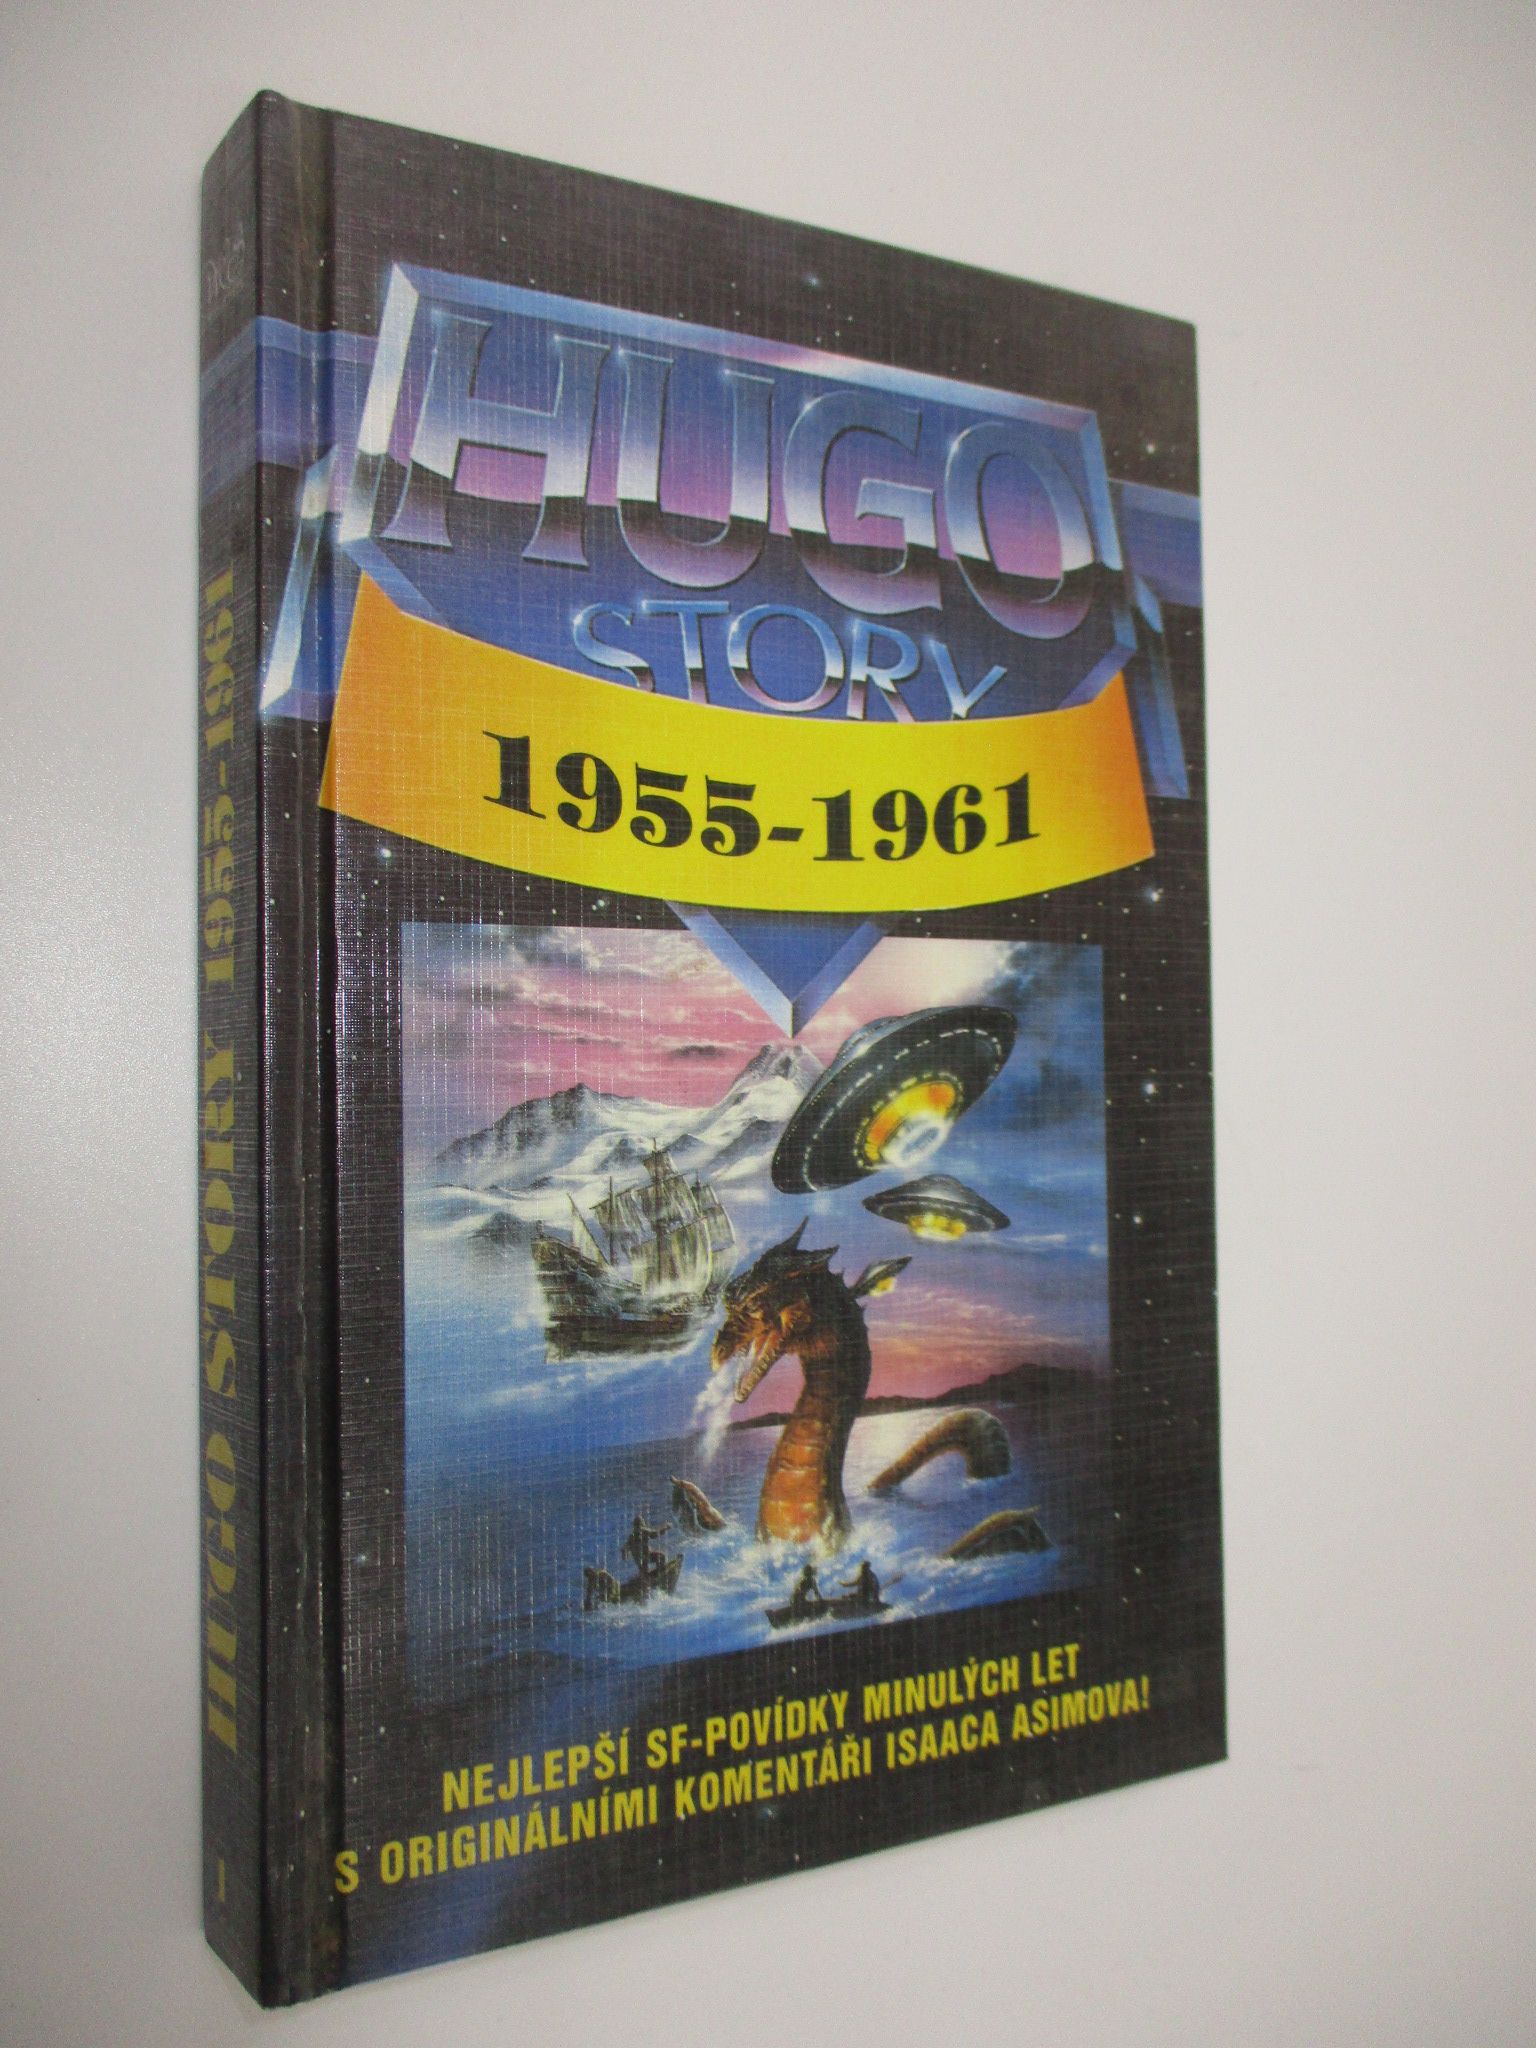 HUGO
STORY
1955-1961
NEJLEPŠÍ SF-POVÍDKY MINULÝCH LET
S ORIGINÁLNÍMI KOMENTÁŘI ISAACA ASIMOVA!
HUGO STORY 1955-1961